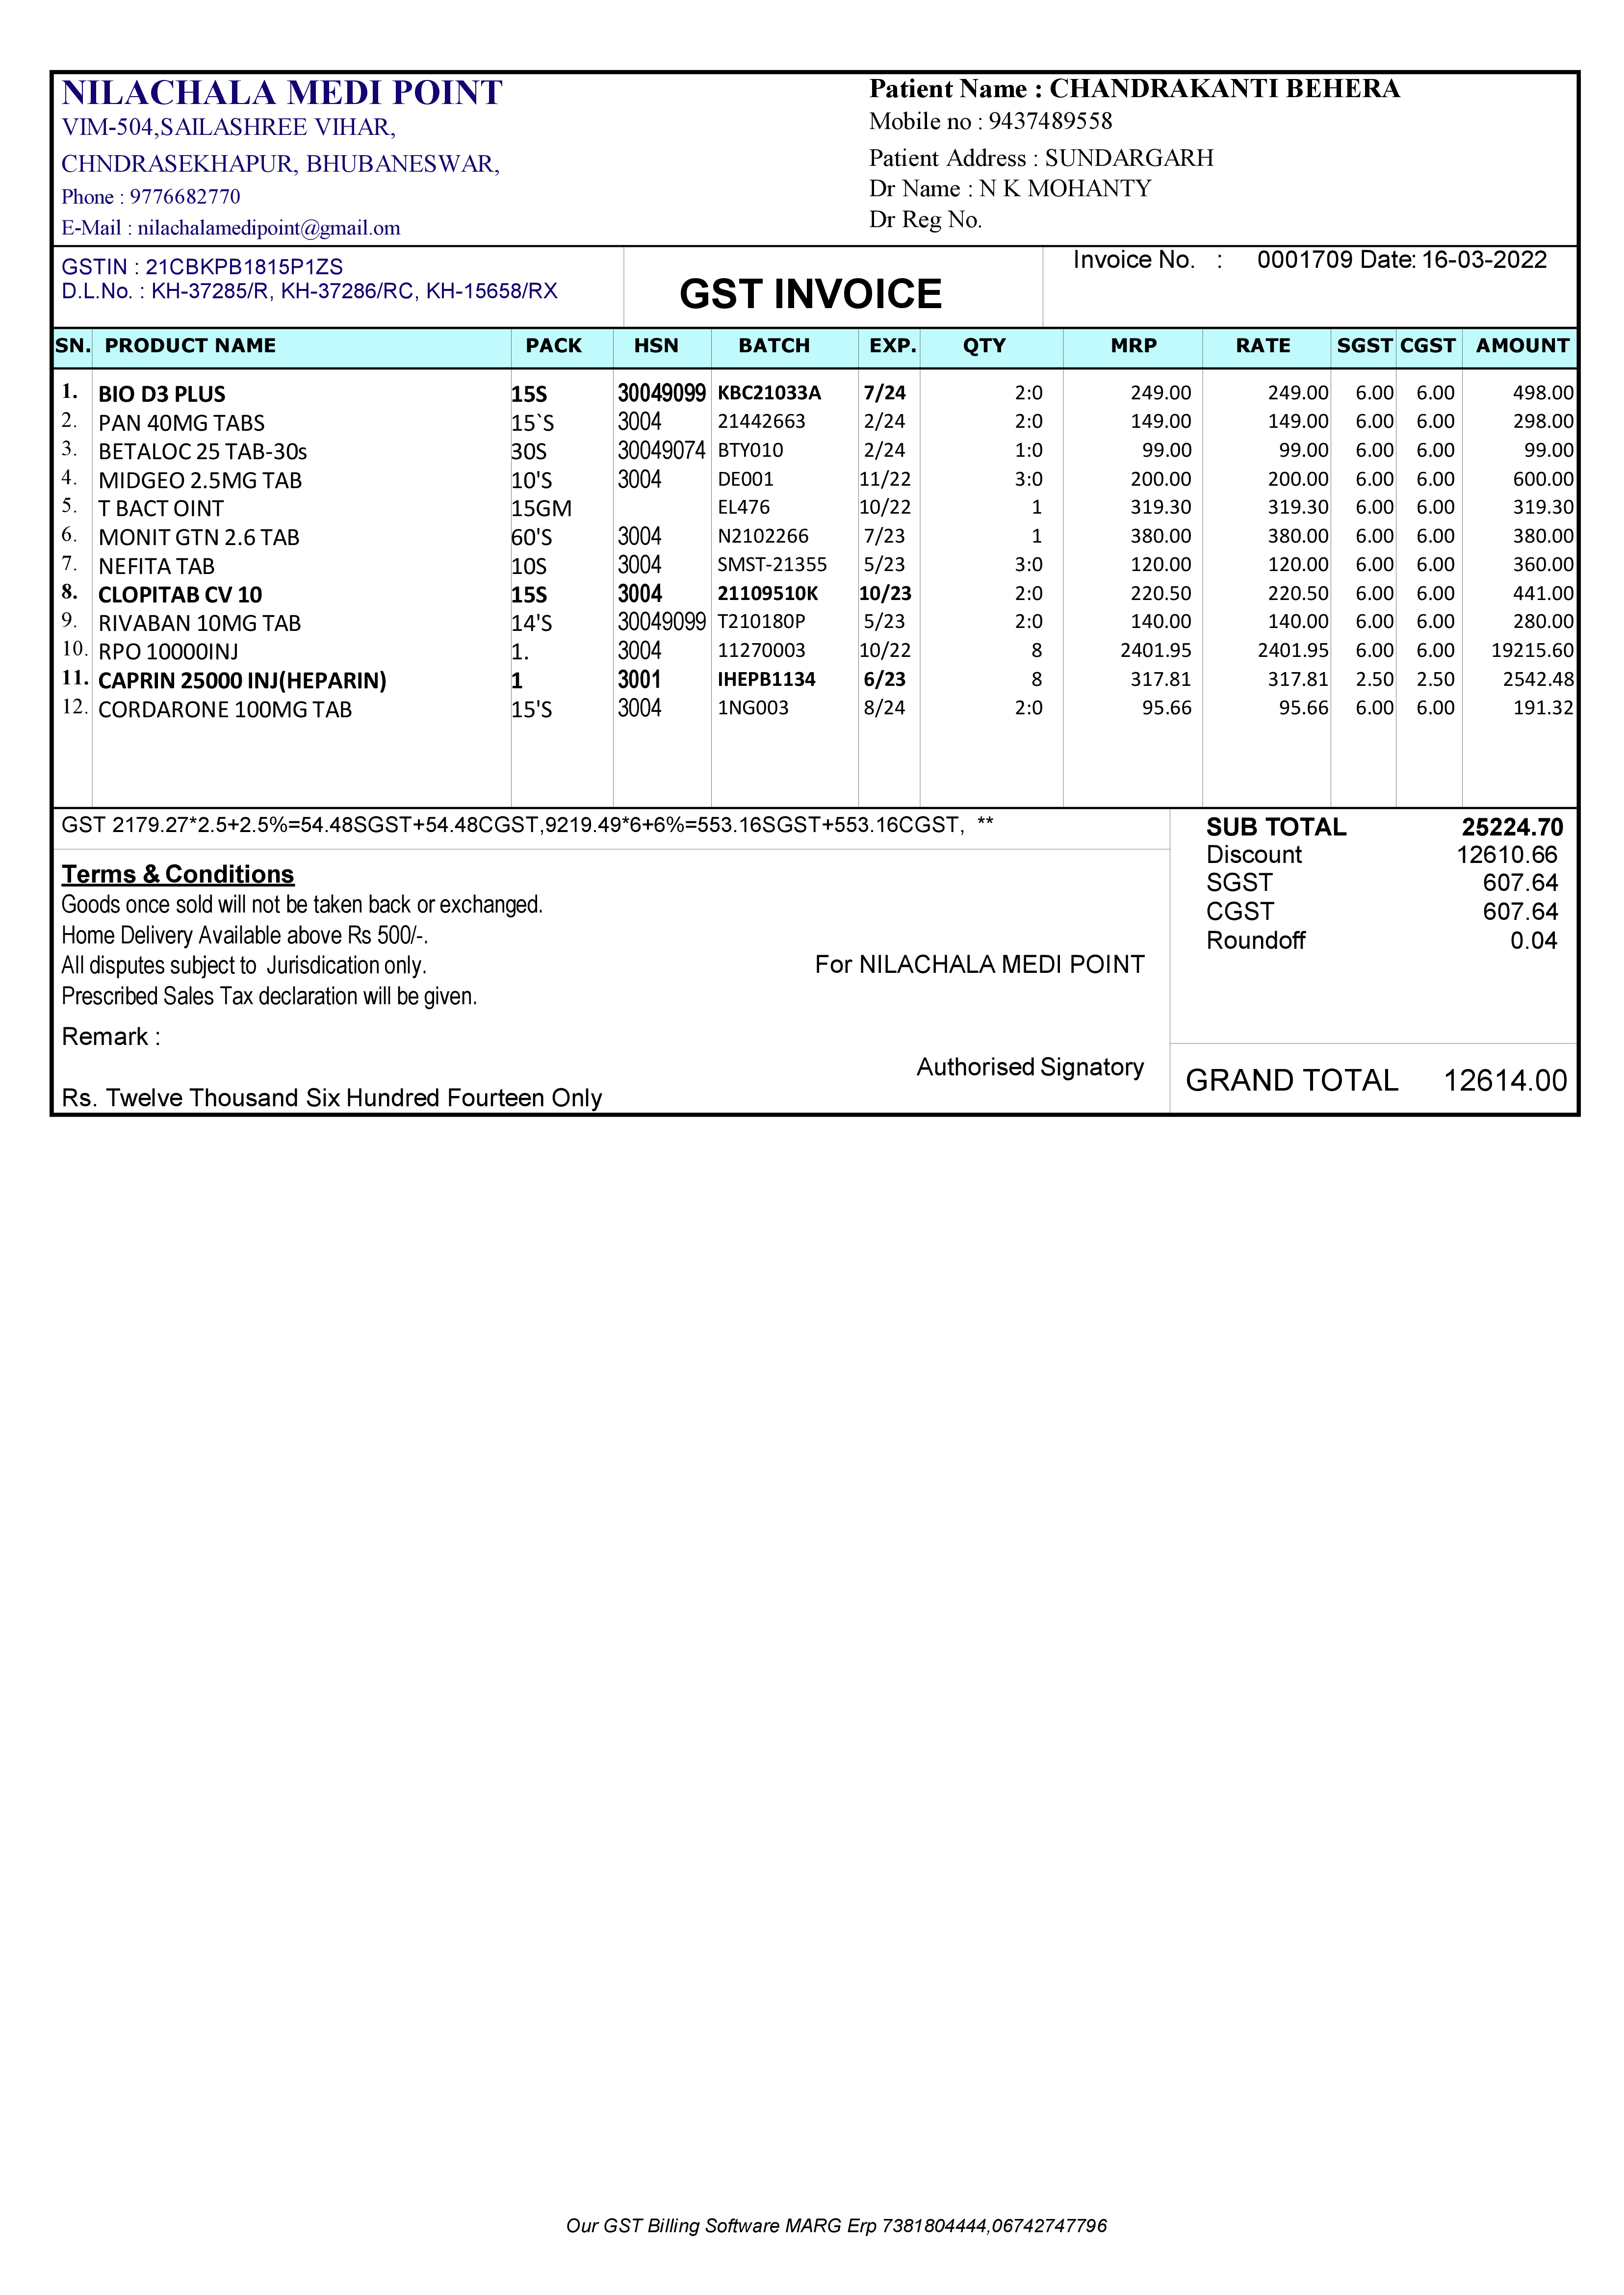 NILACHALA MEDI POINT
VIM-504,SAILASHREE VIHAR,
CHNDRASEKHAPUR, BHUBANESWAR,
Phone : 9776682770
E-Mail : nilachalamedipoint@gmail.om
Patient Name : CHANDRAKANTI BEHERA
Mobile no : 9437489558
Patient Address : SUNDARGARH
Dr Name : N K MOHANTY
Dr Reg No.
GSTIN : 21CBKPB1815P1ZS
D.L.No. : KH-37285/R, KH-37286/RC, KH-15658/RX
GST INVOICE
Invoice No. : 0001709 Date: 16-03-2022
SN. PRODUCT NAME PACK HSN BATCH EXP. QTY MRP RATE SGST CGST AMOUNT
1. BIO D3 PLUS 15S 30049099 KBC21033A 7/24 2:0 249.00 249.00 6.00 6.00 498.00
2. PAN 40MG TABS 15`S 3004 21442663 2/24 2:0 149.00 149.00 6.00 6.00 298.00
3. BETALOC 25 TAB-30s 30S 30049074 BTY010 2/24 1:0 99.00 99.00 6.00 6.00 99.00
4. MIDGEO 2.5MG TAB 10'S 3004 DE001 11/22 3:0 200.00 200.00 6.00 6.00 600.00
5. T BACT OINT 15GM EL476 10/22 1 319.30 319.30 6.00 6.00 319.30
6. MONIT GTN 2.6 TAB 60'S 3004 N2102266 7/23 1 380.00 380.00 6.00 6.00 380.00
7. NEFITA TAB 10S 3004 SMST-21355 5/23 3:0 120.00 120.00 6.00 6.00 360.00
8. CLOPITAB CV 10 15S 3004 21109510K 10/23 2:0 220.50 220.50 6.00 6.00 441.00
9. RIVABAN 10MG TAB 14'S 30049099 T210180P 5/23 2:0 140.00 140.00 6.00 6.00 280.00
10. RPO 10000INJ 1. 3004 11270003 10/22 8 2401.95 2401.95 6.00 6.00 19215.60
11. CAPRIN 25000 INJ(HEPARIN) 1 3001 IHEPB1134 6/23 8 317.81 317.81 2.50 2.50 2542.48
12. CORDARONE 100MG TAB 15'S 3004 1NG003 8/24 2:0 95.66 95.66 6.00 6.00 191.32
GST 2179.27*2.5+2.5%=54.48SGST+54.48CGST,9219.49*6+6%=553.16SGST+553.16CGST, **
Terms & Conditions
Goods once sold will not be taken back or exchanged.
Home Delivery Available above Rs 500/-.
All disputes subject to Jurisdication only.
Prescribed Sales Tax declaration will be given.
For NILACHALA MEDI POINT
Remark :
Authorised Signatory
Rs. Twelve Thousand Six Hundred Fourteen Only
SUB TOTAL 25224.70
Discount 12610.66
SGST 607.64
CGST 607.64
Roundoff 0.04
GRAND TOTAL 12614.00
Our GST Billing Software MARG Erp 7381804444,06742747796